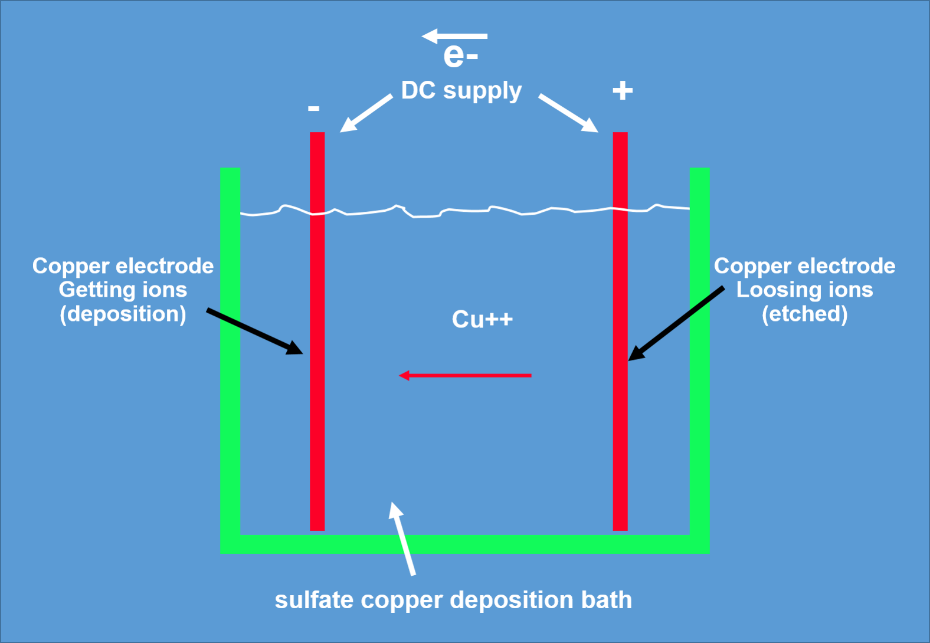 e-
DC supply
-
+
Copper electrode
Getting ions
(deposition)
Copper electrode
Loosing ions
(etched)
Cu++
sulfate copper deposition bath